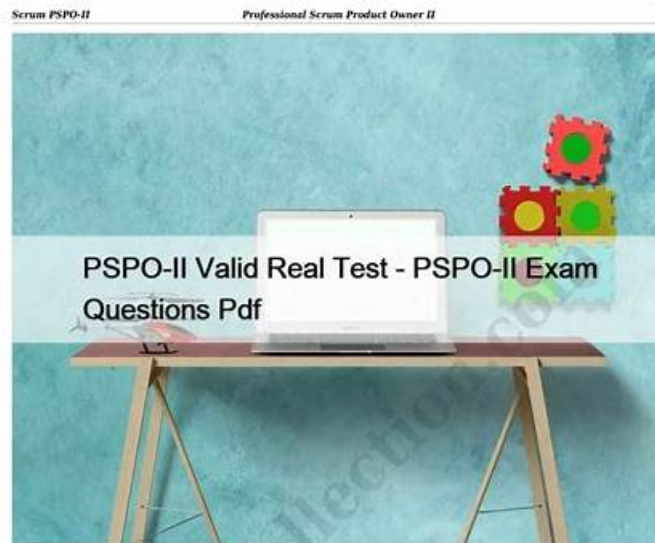 Scrum PSPO-II Professional Scrum Product Owner II
PSPO-II Valid Real Test - PSPO-II Exam
Questions Pdf